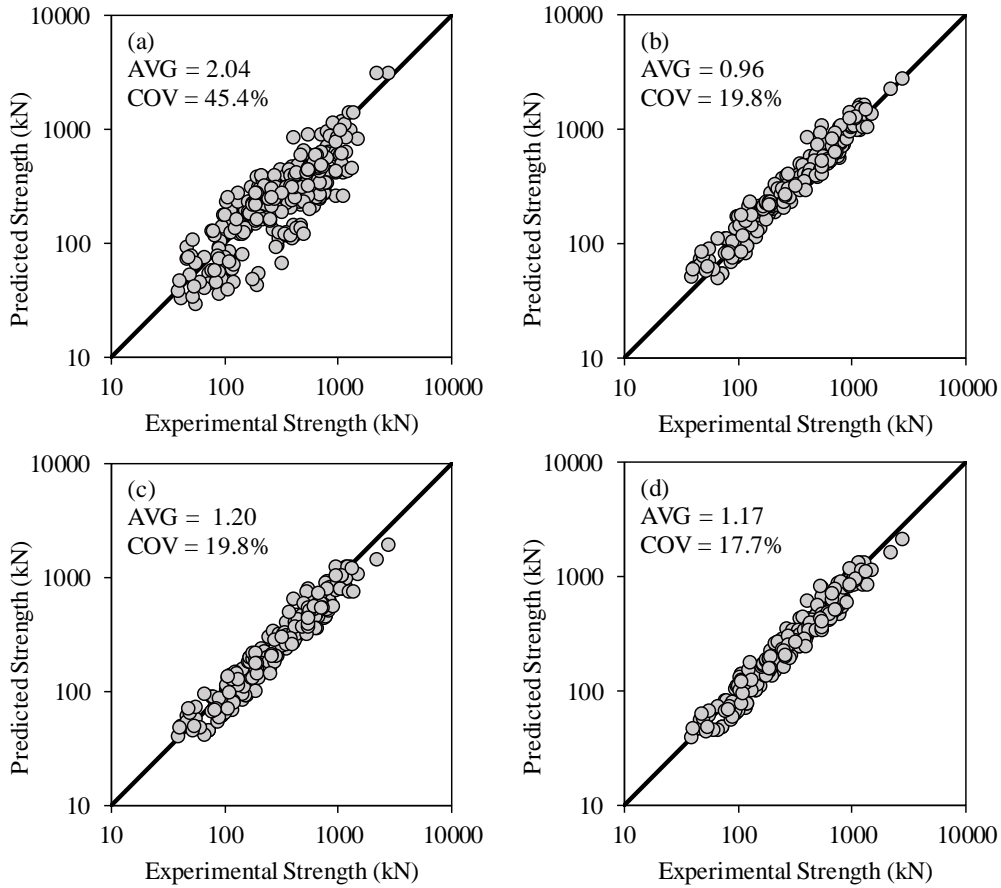 10000
1000
100
10
Predicted Strength (kN)
(a)
AVG = 2.04
COV = 45.4%
10 100 1000 10000
Experimental Strength (kN)
10000
1000
100
10
Predicted Strength (kN)
(b)
AVG = 0.96
COV = 19.8%
10 100 1000 10000
Experimental Strength (kN)
10000
1000
100
10
Predicted Strength (kN)
(c)
AVG = 1.20
COV = 19.8%
10 100 1000 10000
Experimental Strength (kN)
10000
1000
100
10
Predicted Strength (kN)
(d)
AVG = 1.17
COV = 17.7%
10 100 1000 10000
Experimental Strength (kN)